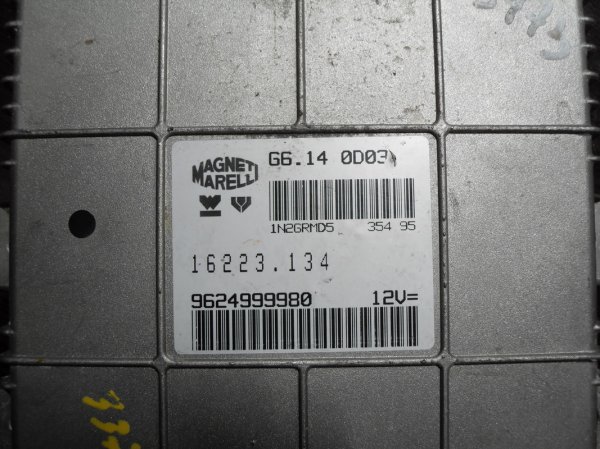 MAGNETI
MARELLI
G6.14 0D03
1N2GRMD5 354 95
16223.134
9624999980 12V=